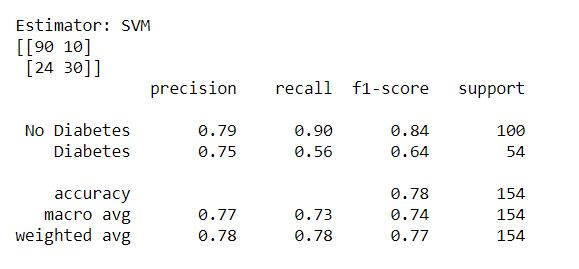 Estimator: SVM
[[90 10]
 [24 30]]
              precision    recall  f1-score   support

 No Diabetes       0.79      0.90      0.84       100
    Diabetes       0.75      0.56      0.64        54

    accuracy                           0.78       154
   macro avg       0.77      0.73      0.74       154
weighted avg       0.78      0.78      0.77       154